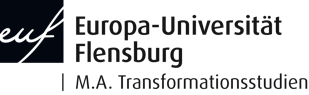 euf
Europa-Universität
Flensburg
| M.A. Transformationsstudien